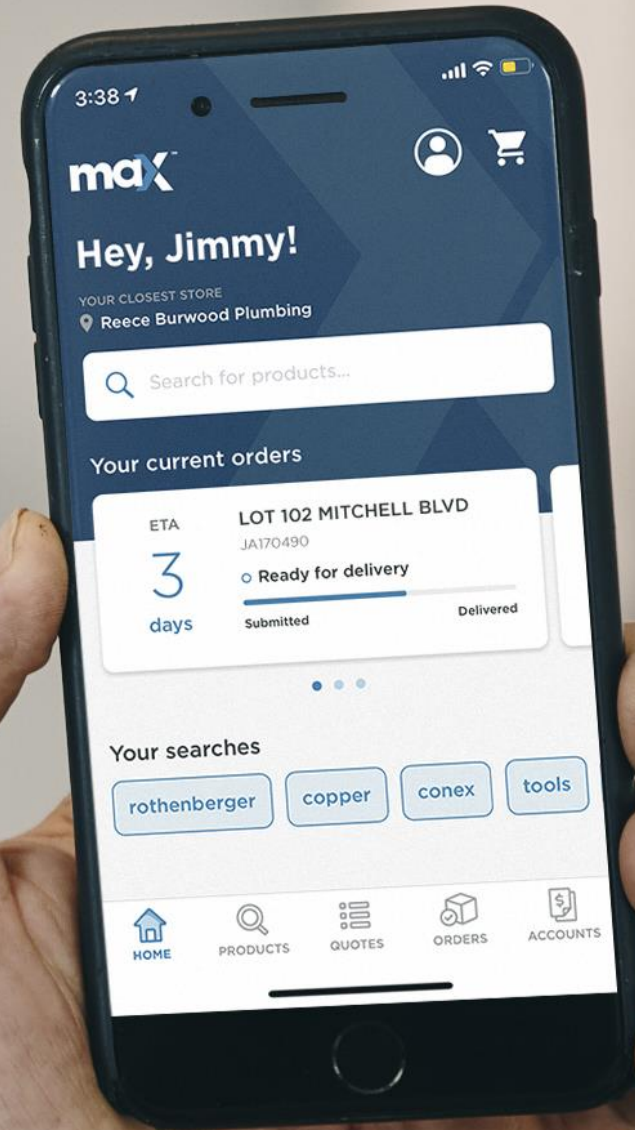 3:38
max™
Hey, Jimmy!
YOUR CLOSEST STORE
Reece Burwood Plumbing
Search for products...
Your current orders
ETA
3
days
LOT 102 MITCHELL BLVD
JA170490
Ready for delivery
Submitted
Delivered
Your searches
rothenberger
copper
conex
tools
HOME
PRODUCTS
QUOTES
ORDERS
ACCOUNTS